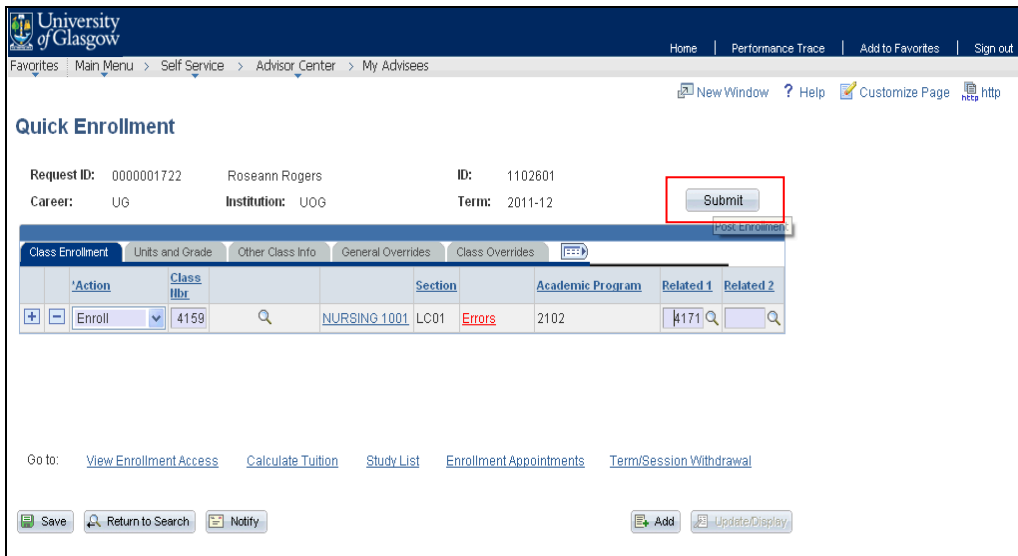 University
of Glasgow
Home | Performance Trace | Add to Favorites | Sign out
Favorites Main Menu > Self Service > Advisor Center > My Advisees
New Window ? Help Customize Page http
Quick Enrollment
Request ID: 0000001722 Roseann Rogers ID: 1102601
Career: UG Institution: UOG Term: 2011-12 Submit
Post Enrollment
Class Enrollment Units and Grade Other Class Info General Overrides Class Overrides
*Action Class Nbr Section Academic Program Related 1 Related 2
+ - Enroll 4159 NURSING 1001 LC01 Errors 2102 4171
Go to: View Enrollment Access Calculate Tuition Study List Enrollment Appointments Term/Session Withdrawal
Save Return to Search Notify Add Update/Display